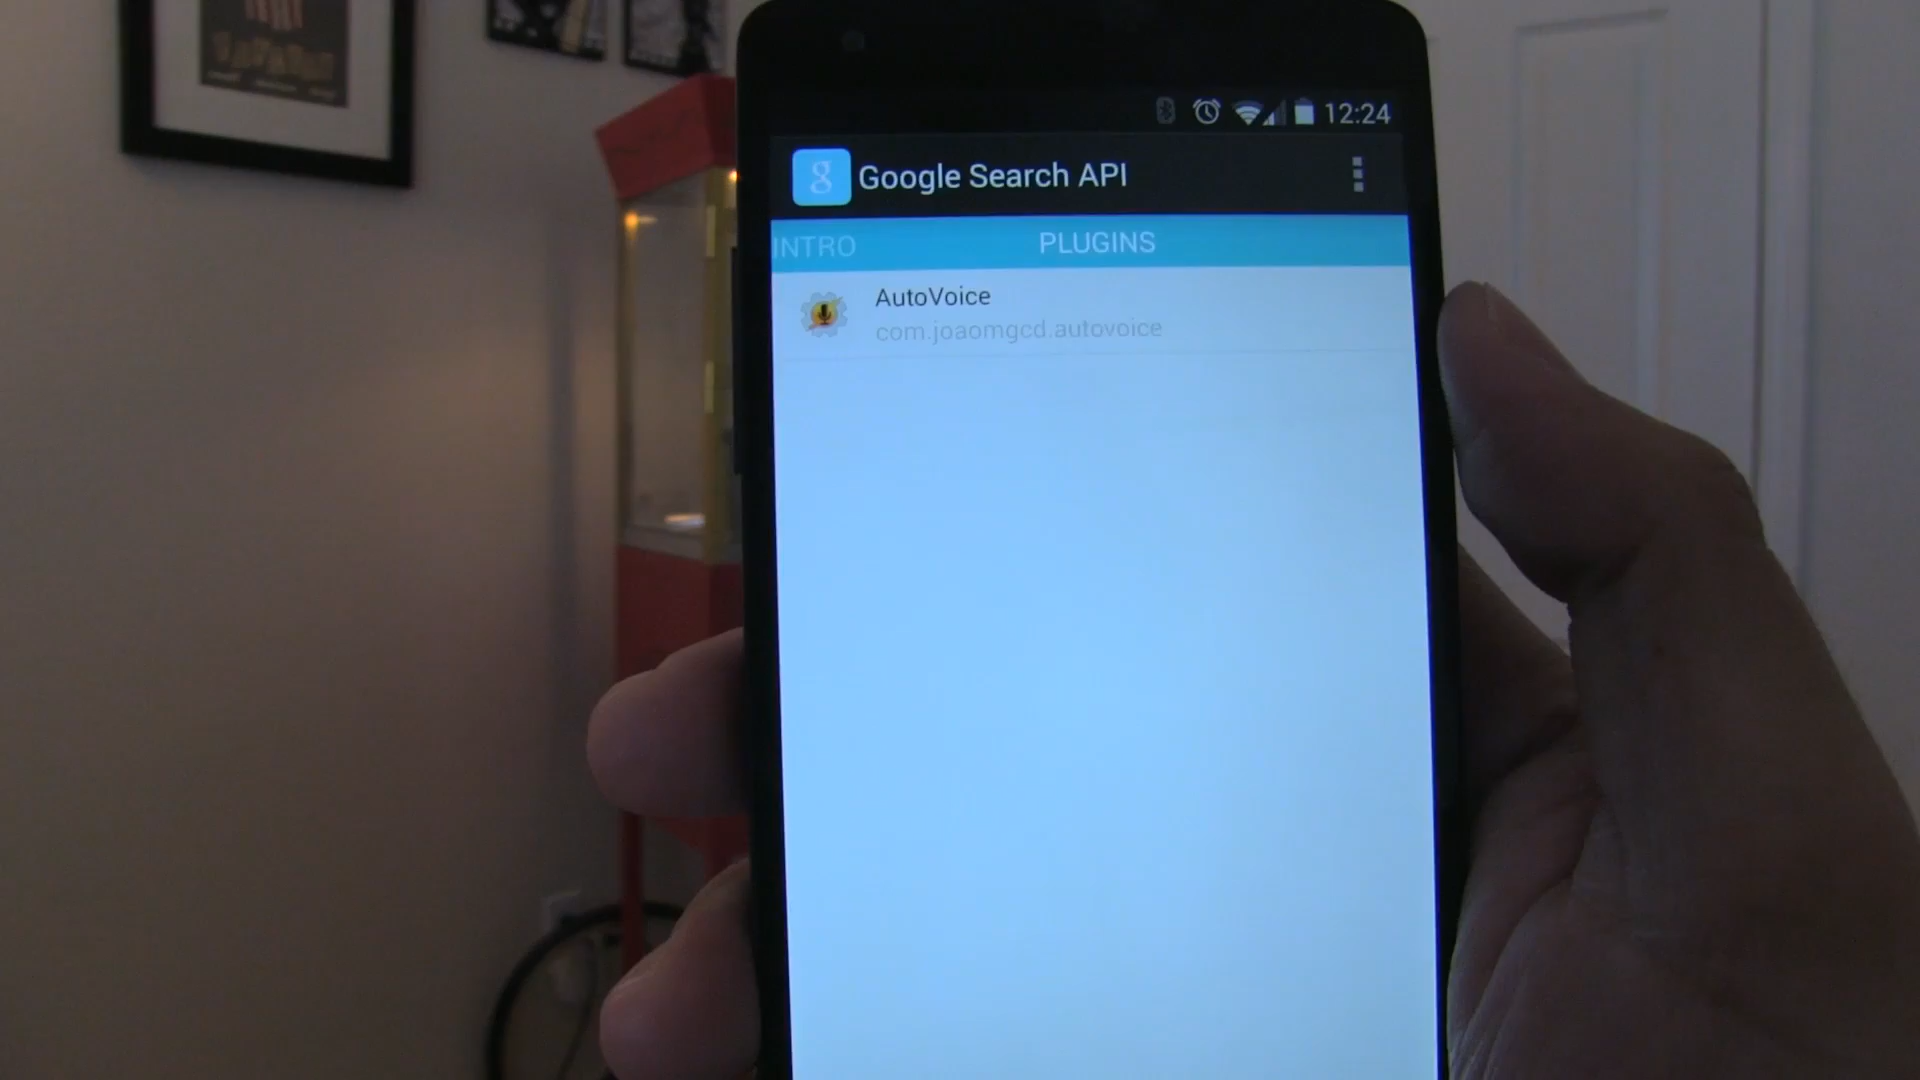 12:24
g Google Search API
INTRO PLUGINS
AutoVoice
com.joaomgcd.autovoice